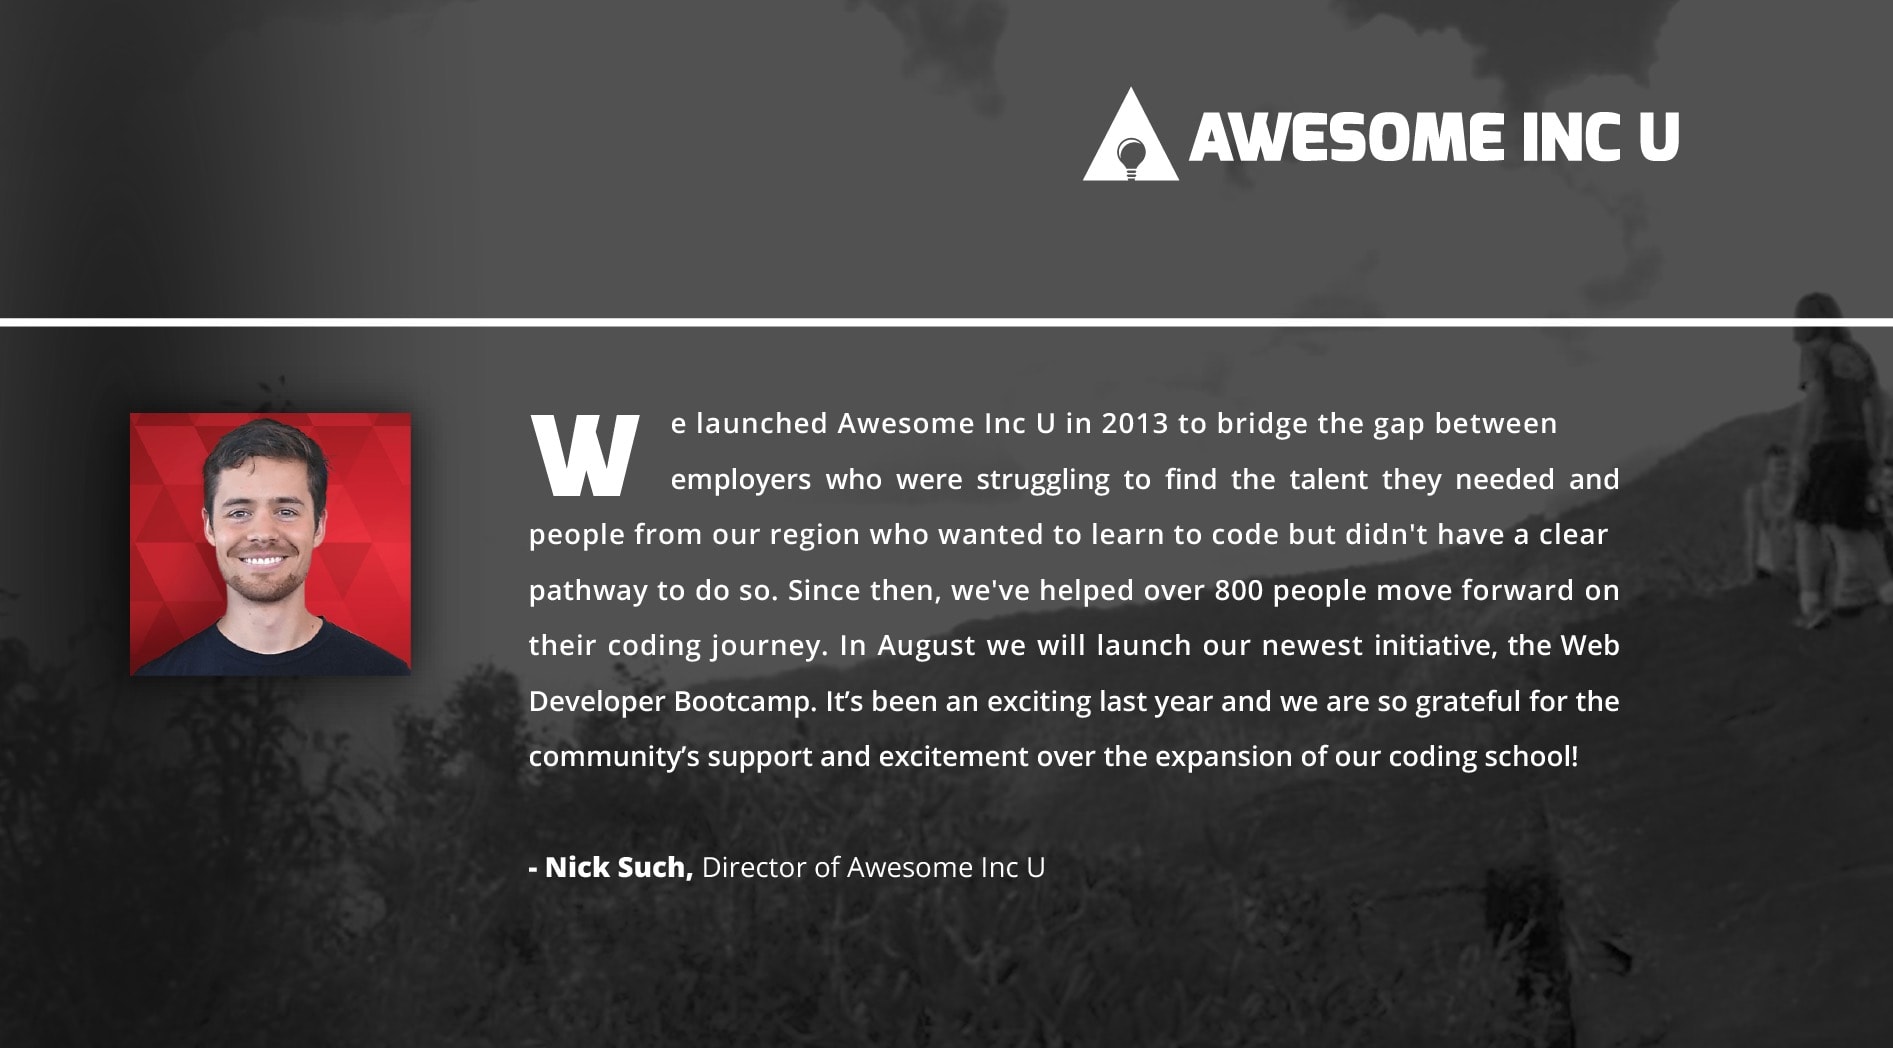 AWESOME INC U
We launched Awesome Inc U in 2013 to bridge the gap between
employers who were struggling to find the talent they needed and
people from our region who wanted to learn to code but didn't have a clear
pathway to do so. Since then, we've helped over 800 people move forward on
their coding journey. In August we will launch our newest initiative, the Web
Developer Bootcamp. It’s been an exciting last year and we are so grateful for the
community’s support and excitement over the expansion of our coding school!
- Nick Such, Director of Awesome Inc U